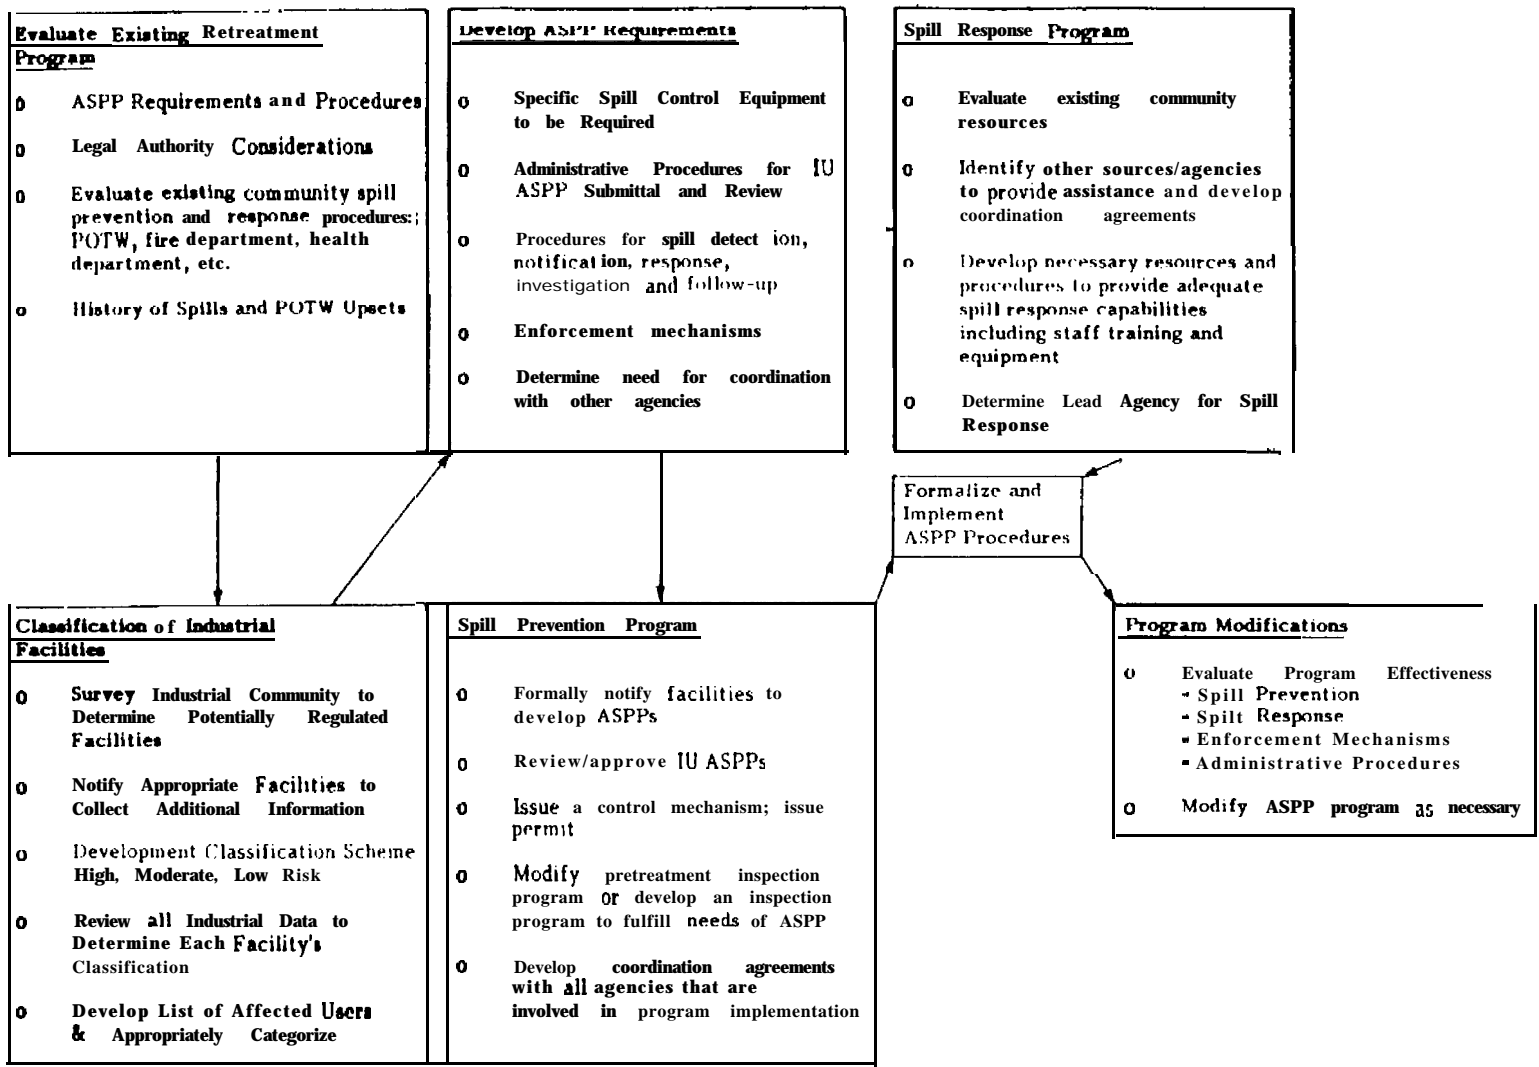 Evaluate Existing Retreatment
Program
o ASPP Requirements and Procedures
o Legal Authority Considerations
o Evaluate existing community spill
prevention and response procedures:;
POTW, fire department, health
department, etc.
o History of Spills and POTW Upsets
Develop ASPP Requirements
o Specific Spill Control Equipment
to be Required
o Administrative Procedures for IU
ASPP Submittal and Review
o Procedures for spill detect ion,
notificat ion, response,
investigation and follow-up
o Enforcement mechanisms
o Determine need for coordination
with other agencies
Spill Response Program
o Evaluate existing community
resources
o Identify other sources/agencies
to provide assistance and develop
coordination agreements
o Develop necessary resources and
procedures to provide adequate
spill response capabilities
including staff training and
equipment
o Determine Lead Agency for Spill
Response
Formalize and
Implement
ASPP Procedures
Classification of Industrial
Facilities
o Survey Industrial Community to
Determine Potentially Regulated
Facilities
o Notify Appropriate Facilities to
Collect Additional Information
o Development Classification Scheme
High, Moderate, Low Risk
o Review all Industrial Data to
Determine Each Facility's
Classification
o Develop List of Affected Users
& Appropriately Categorize
Spill Prevention Program
o Formally notify facilities to
develop ASPPs
o Review/approve IU ASPPs
o Issue a control mechanism; issue
permit
o Modify pretreatment inspection
program or develop an inspection
program to fulfill needs of ASPP
o Develop coordination agreements
with all agencies that are
involved in program implementation
Program Modifications
o Evaluate Program Effectiveness
- Spill Prevention
- Spilt Response
- Enforcement Mechanisms
- Administrative Procedures
o Modify ASPP program as necessary